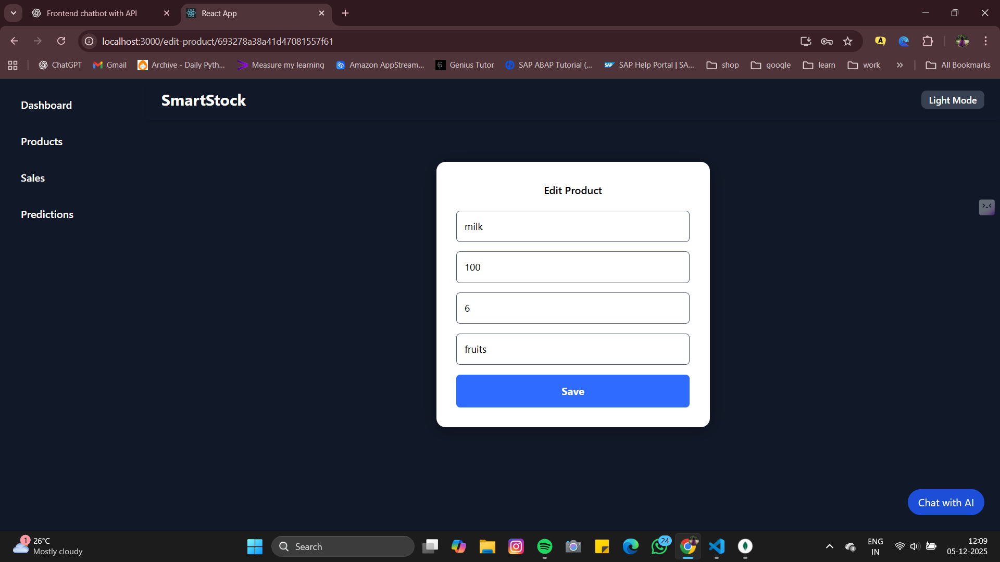 Frontend chatbot with API
React App
localhost:3000/edit-product/693278a38a41d47081557f61
A
ChatGPT
Gmail
Archive - Daily Pyth...
Measure my learning
Amazon AppStream...
Genius Tutor
SAP ABAP Tutorial (...
SAP
SAP Help Portal | SA...
shop
google
learn
work
All Bookmarks
Dashboard
Products
Sales
Predictions
SmartStock
Light Mode
Edit Product
milk
100
6
fruits
Save
Chat with AI
1
26°C
Mostly cloudy
Search
24
ENG
IN
12:09
05-12-2025